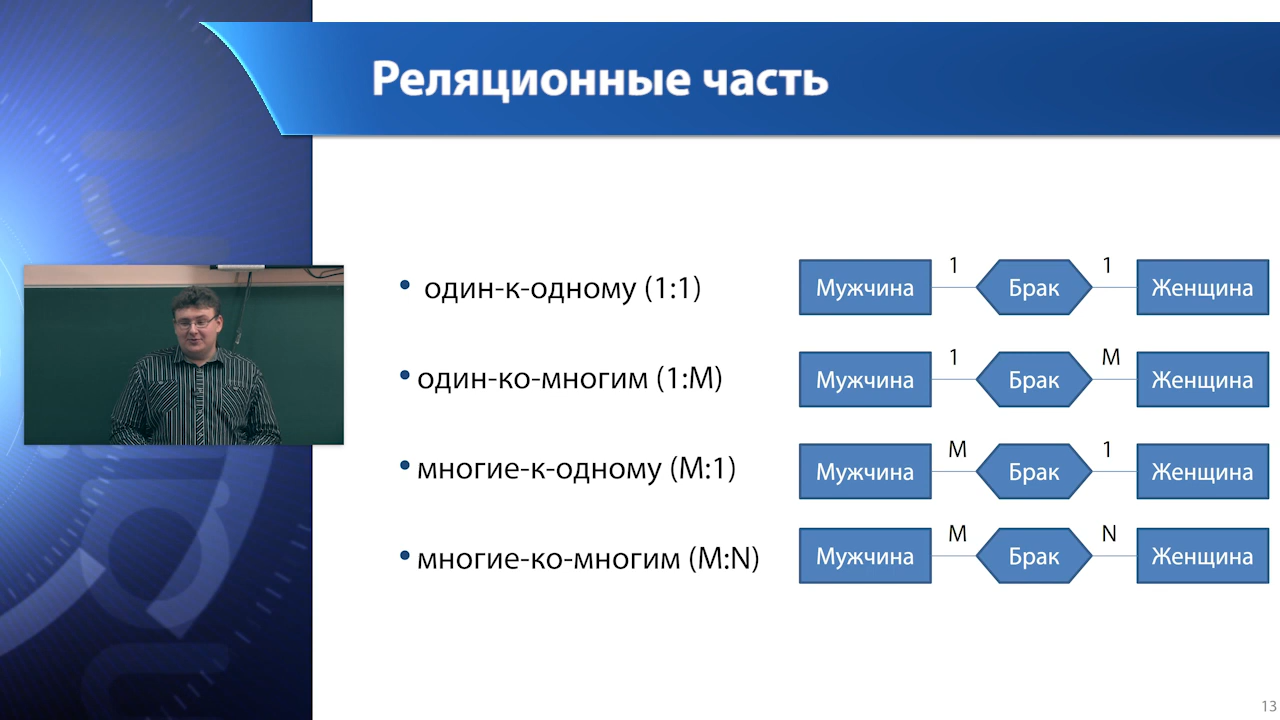 Реляционные часть
• один-к-одному (1:1)
1 1
Мужчина Брак Женщина
• один-ко-многим (1:M)
1 M
Мужчина Брак Женщина
• многие-к-одному (M:1)
M 1
Мужчина Брак Женщина
• многие-ко-многим (M:N)
M N
Мужчина Брак Женщина
13